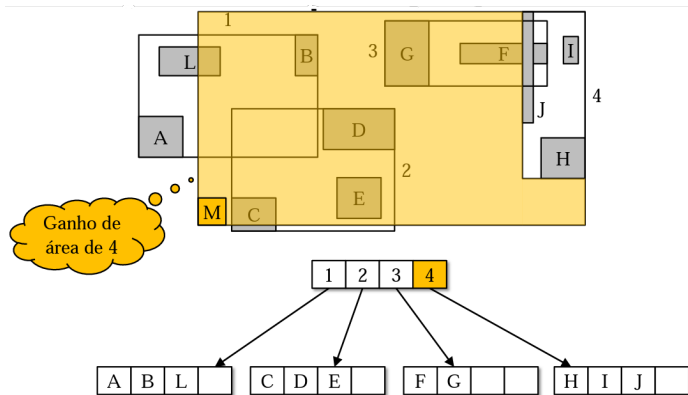 1
3
G
F
I
L
B
4
J
A
D
H
2
E
M
C
Ganho de
área de 4
1 2 3 4
A B L
C D E
F G
H I J